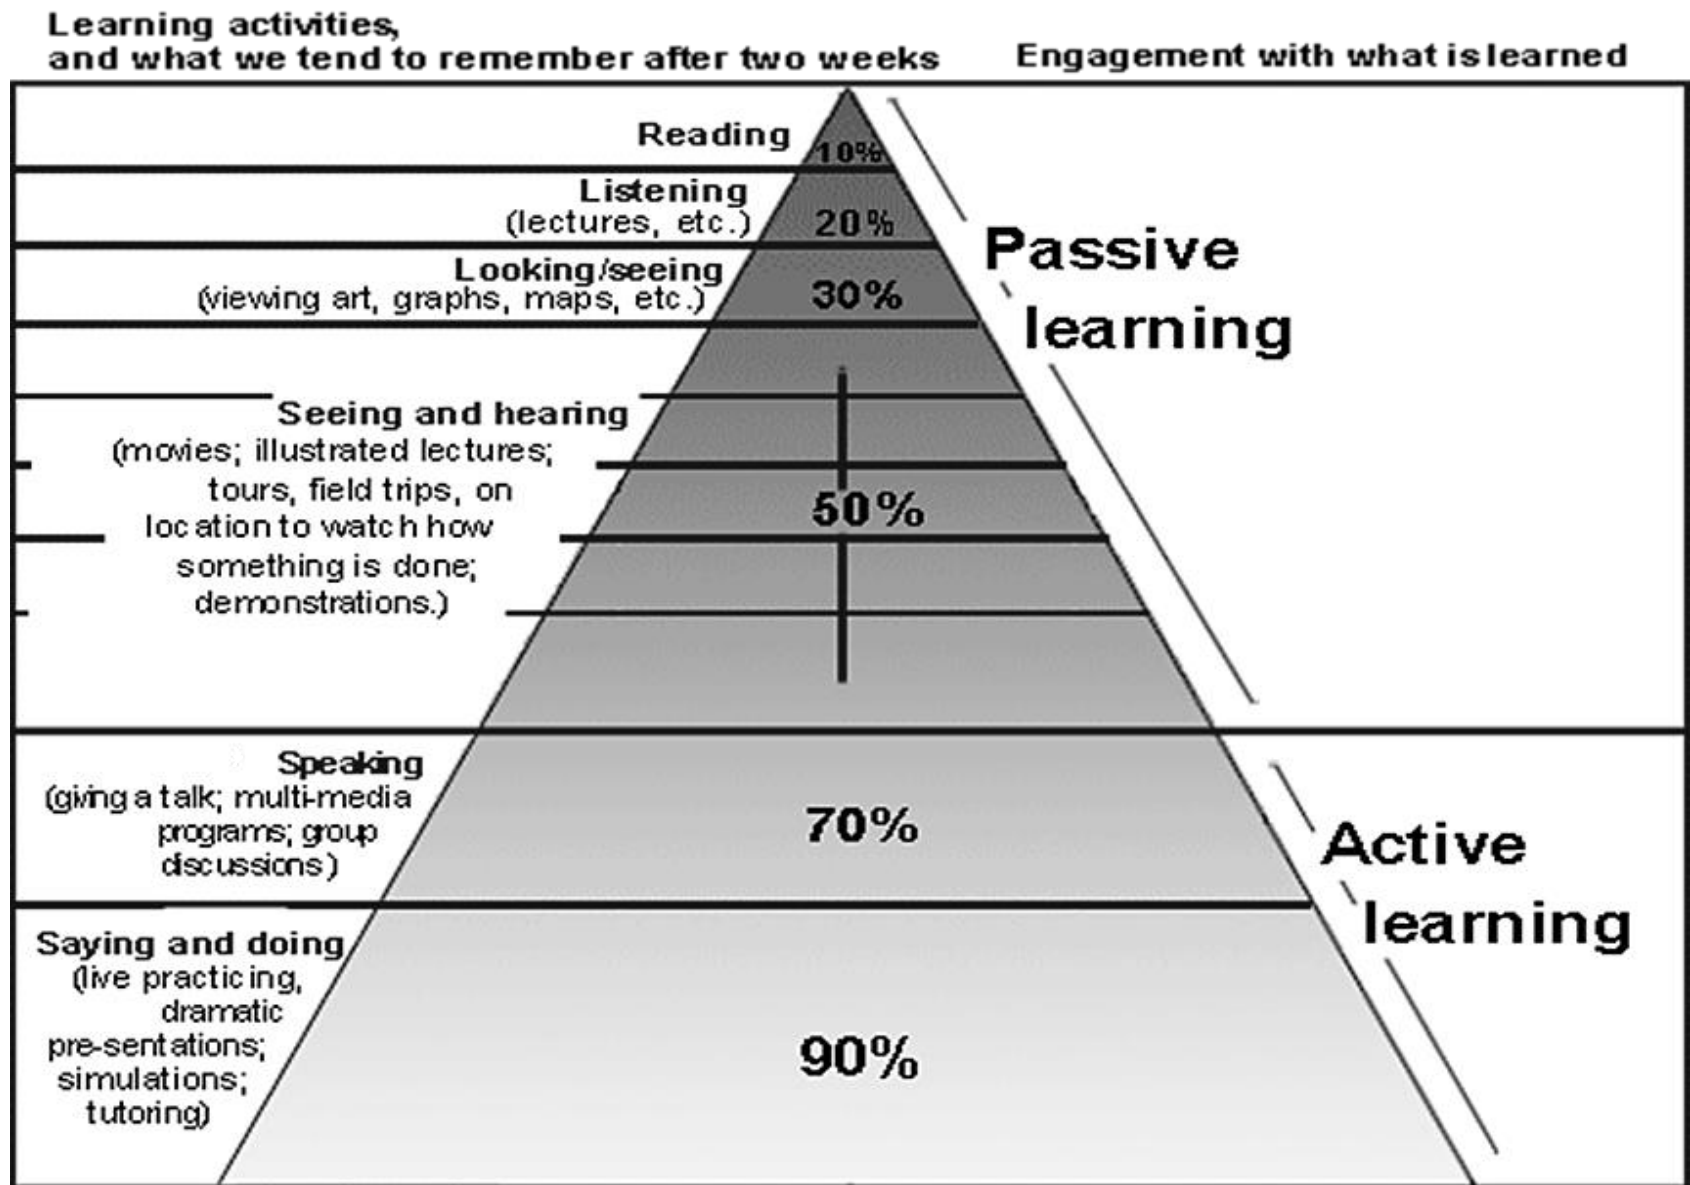 Learning activities,
and what we tend to remember after two weeks
Engagement with what is learned
Reading
10%
Listening
(lectures, etc.)
20%
Looking/seeing
(viewing art, graphs, maps, etc.)
30%
Passive
learning
Seeing and hearing
(movies; illustrated lectures;
tours, field trips, on
location to watch how
something is done;
demonstrations.)
50%
Speaking
(giving a talk; multi-media
programs; group
discussions)
70%
Active
learning
Saying and doing
(live practicing,
dramatic
pre-sentations;
simulations;
tutoring)
90%